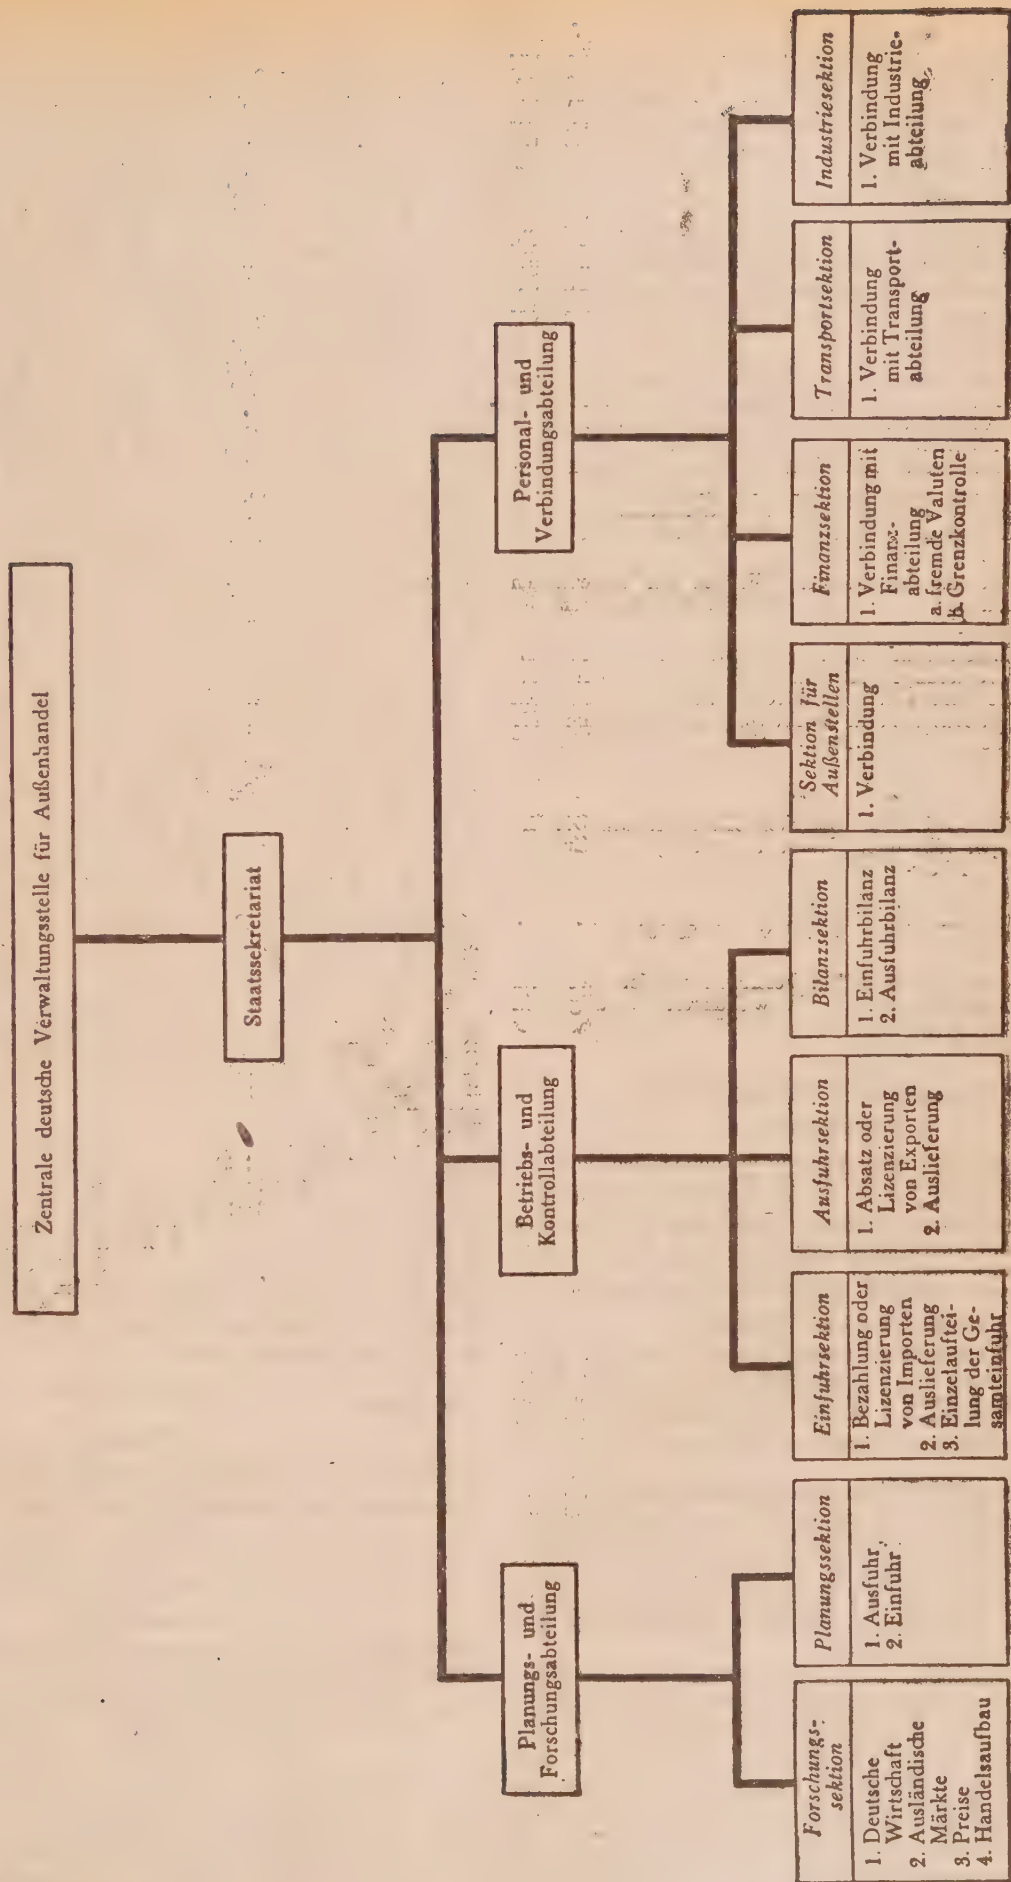 Zentrale deutsche Verwaltungsstelle für Außenhandel
Staatssekretariat
Planungs- und
Forschungsabteilung
Betriebs- und
Kontrollabteilung
Personal- und
Verbindungsabteilung
Forschungs-
sektion
1. Deutsche
Wirtschaft
2. Ausländische
Märkte
3. Preise
4. Handelsaufbau
Planungssektion
1. Ausfuhr
2. Einfuhr
Einfuhrsektion
1. Bezahlung oder
Lizenzierung
von Importen
2. Auslieferung
3. Einzelauftei-
lung der Ge-
samteinfuhr
Ausfuhrsektion
1. Absatz oder
Lizenzierung
von Exporten
2. Auslieferung
Bilanzsektion
1. Einfuhrbilanz
2. Ausfuhrbilanz
Sektion für
Außenstellen
1. Verbindung
Finanzsektion
1. Verbindung mit
Finanz-
abteilung
a. fremde Valuten
b. Grenzkontrolle
Transportsektion
1. Verbindung
mit Transport-
abteilung
Industriesektion
1. Verbindung
mit Industrie-
abteilung